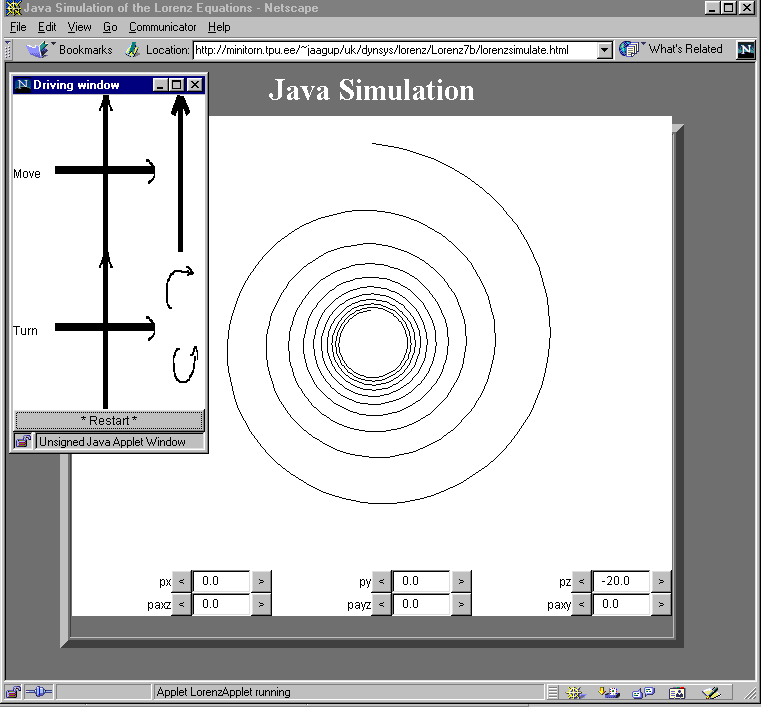 Java Simulation of the Lorenz Equations - Netscape
File Edit View Go Communicator Help
Bookmarks Location: http://minitorn.tpu.ee/~jaagup/uk/dynsys/lorenz/Lorenz7b/lorenzsimulate.html What's Related
Driving window
Java Simulation
Move
Turn
* Restart *
Unsigned Java Applet Window
px < 0.0 > py < 0.0 > pz < -20.0 >
paxz < 0.0 > payz < 0.0 > paxy < 0.0 >
Applet LorenzApplet running